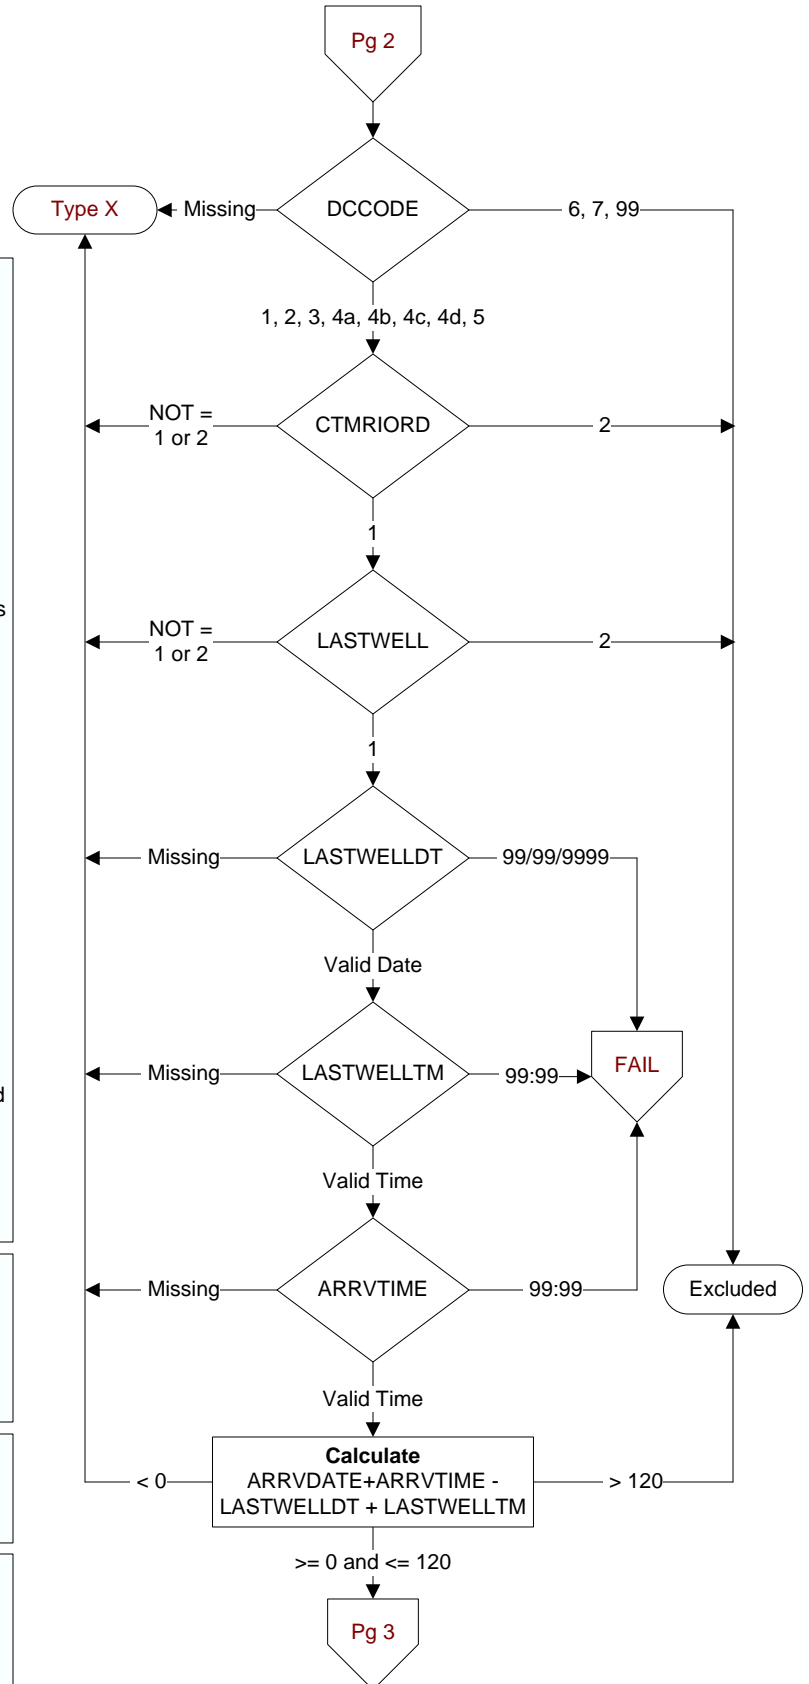 Pg 2
Type X
Missing
DCCODE
6, 7, 99
1, 2, 3, 4a, 4b, 4c, 4d, 5
NOT =
1 or 2
CTMRIORD
2
1
s
NOT =
1 or 2
LASTWELL
2
1
Missing
LASTWELLDT
99/99/9999
Valid Date
Missing
LASTWELLTM
99:99
FAIL
d
Valid Time
Missing
ARRVTIME
99:99
Excluded
Valid Time
Calculate
ARRVDATE+ARRVTIME -
LASTWELLDT + LASTWELLTM
< 0
> 120
>= 0 and <= 120
Pg 3